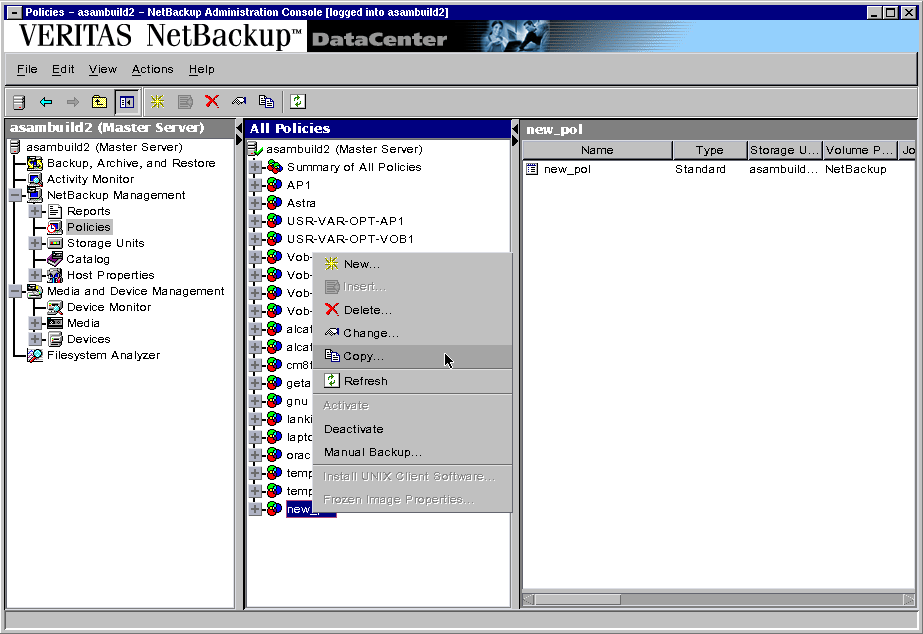 Policies - asambuild2 - NetBackup Administration Console [logged into asambuild2]
VERITAS NetBackup™ DataCenter
File Edit View Actions Help
asambuild2 (Master Server)
asambuild2 (Master Server)
Backup, Archive, and Restore
Activity Monitor
NetBackup Management
Reports
Policies
Storage Units
Catalog
Host Properties
Media and Device Management
Device Monitor
Media
Devices
Filesystem Analyzer
All Policies
asambuild2 (Master Server)
Summary of All Policies
AP1
Astra
USR-VAR-OPT-AP1
USR-VAR-OPT-VOB1
Vob-
Vob-
Vob-
Vob-
alcat
alcat
cm8f
geta
gnu
lanki
lapto
orac
temp
temp
new_
New...
Insert...
Delete...
Change...
Copy...
Refresh
Activate
Deactivate
Manual Backup...
Install UNIX Client Software...
Frozen Image Properties...
new_pol
Name Type Storage U... Volume P... Jo
new_pol Standard asambuild... NetBackup